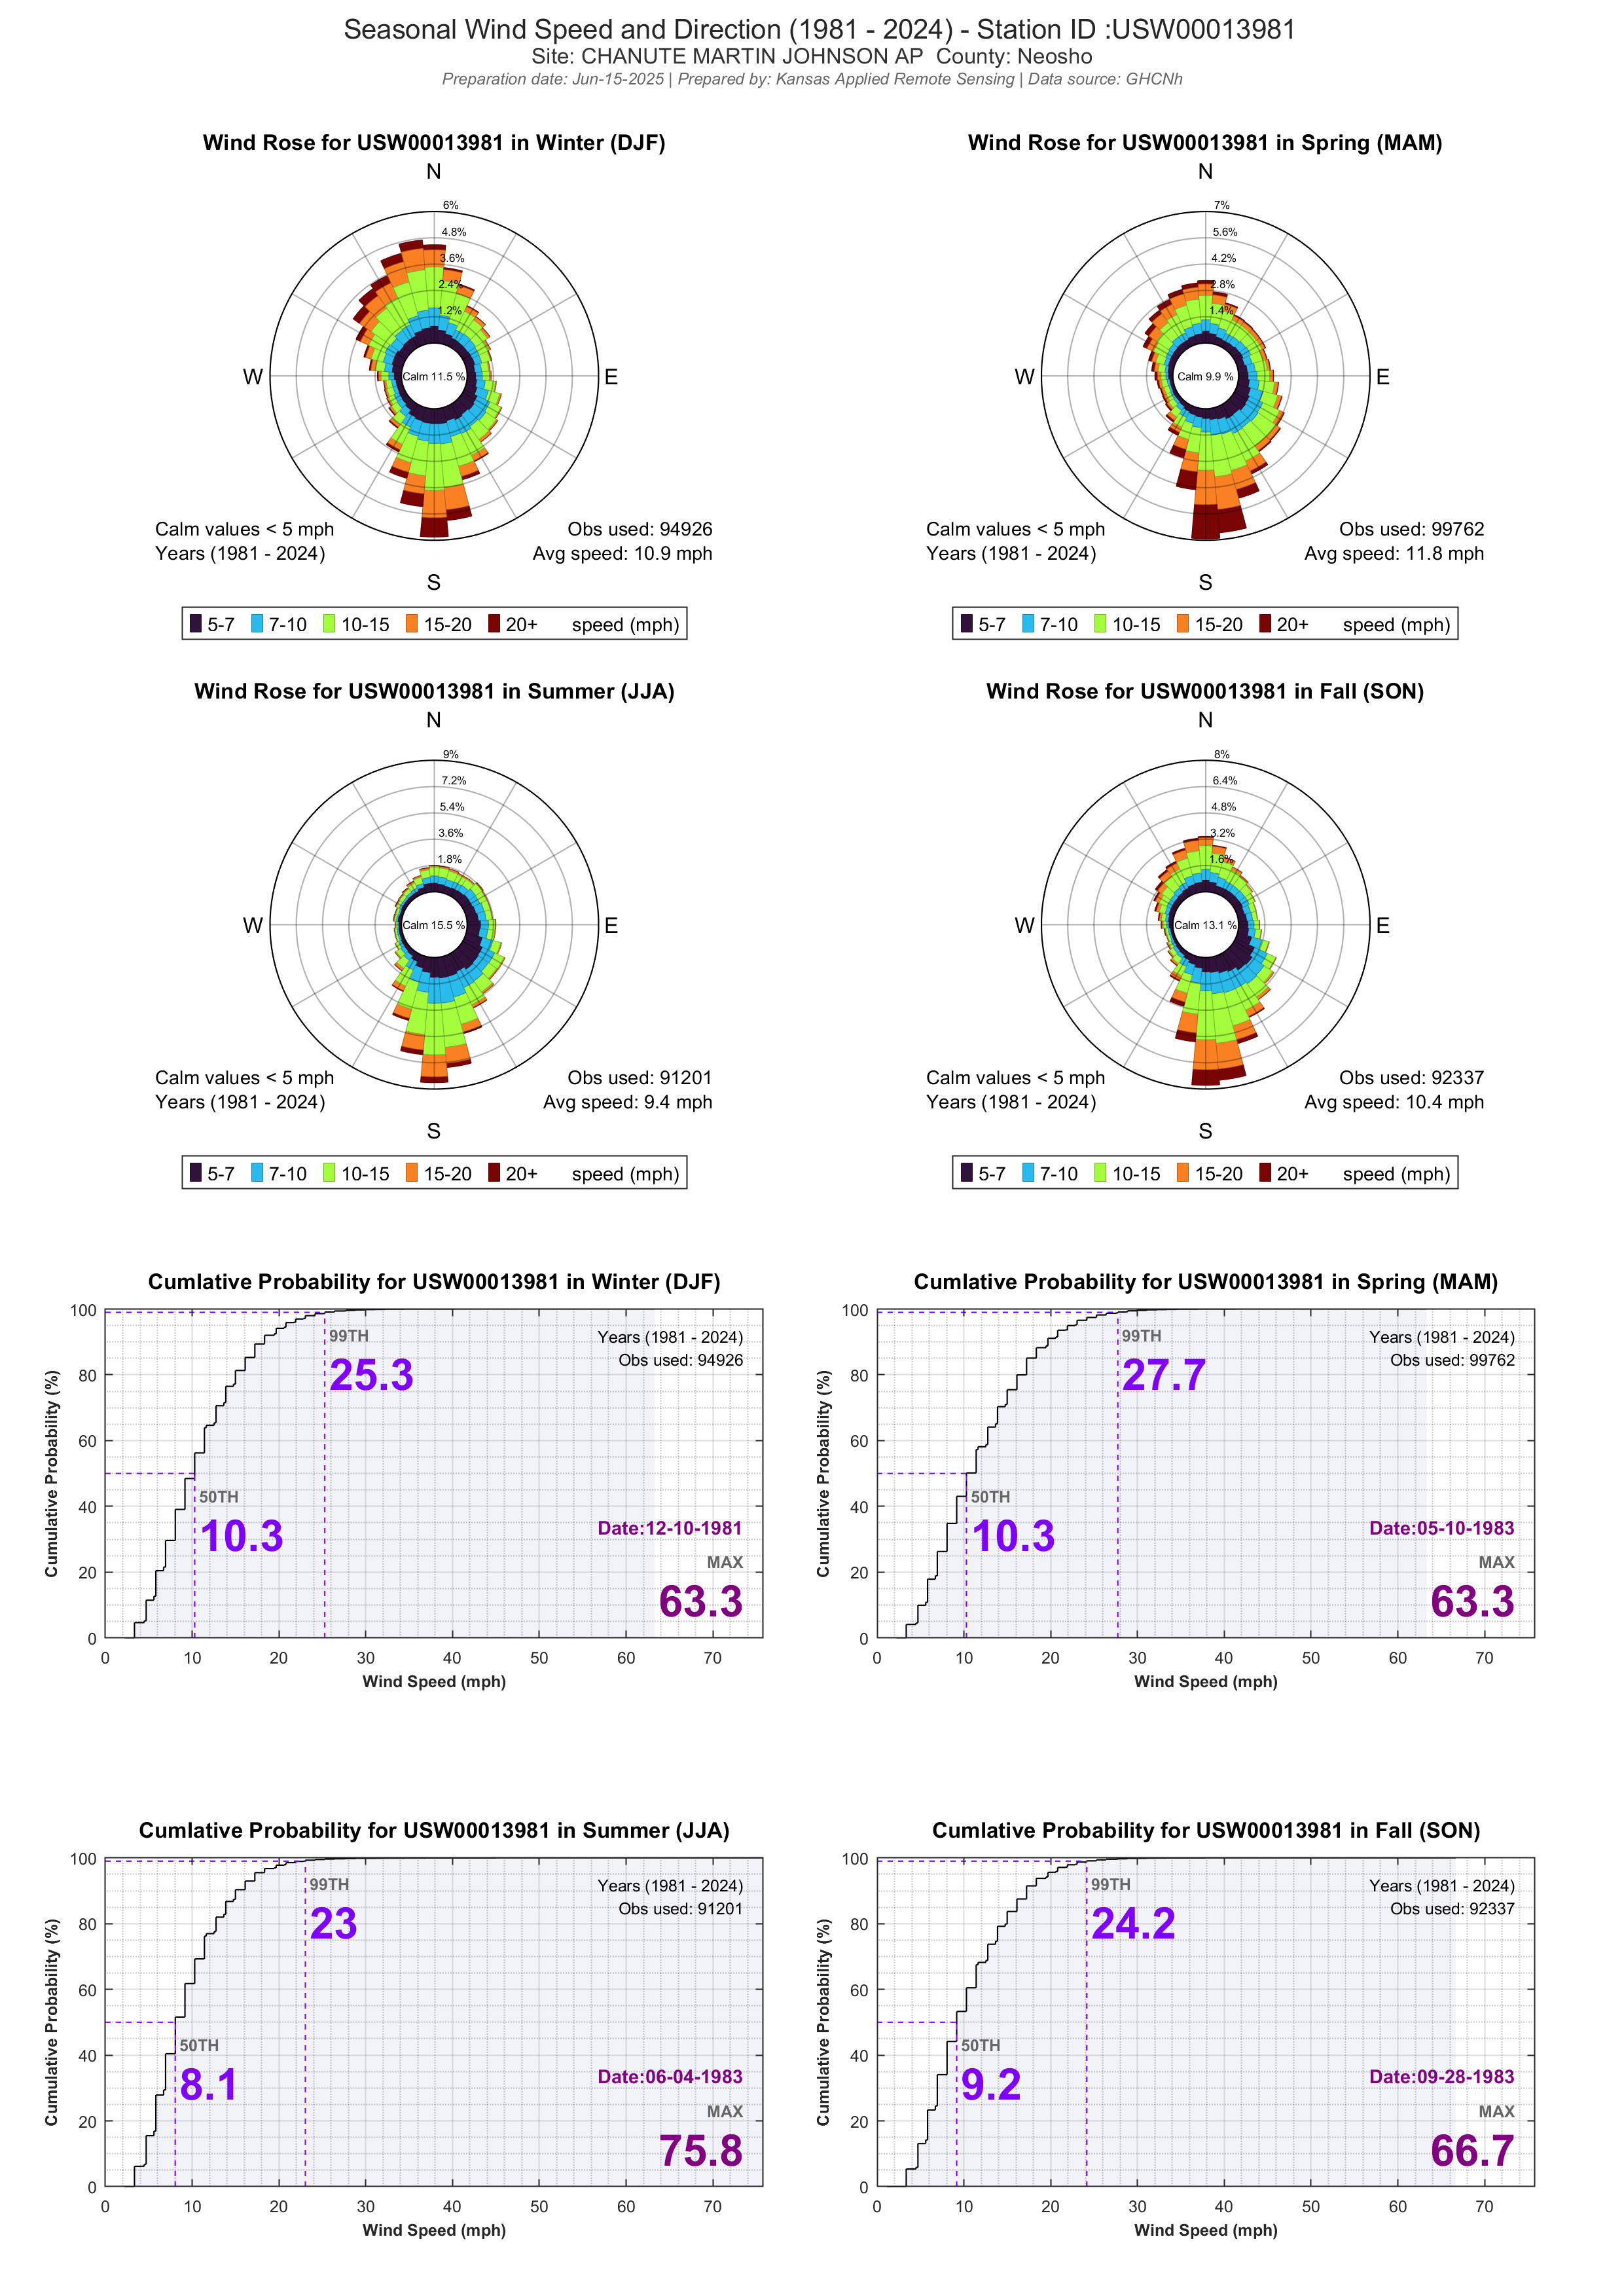 Seasonal Wind Speed and Direction (1981 - 2024) - Station ID :USW00013981
Site: CHANUTE MARTIN JOHNSON AP  County: Neosho
Preparation date: Jun-15-2025 | Prepared by: Kansas Applied Remote Sensing | Data source: GHCNh
Wind Rose for USW00013981 in Winter (DJF)
N
6%
4.8%
3.6%
2.4%
1.2%
W
Calm 11.5 %
E
Calm values < 5 mph
Years (1981 - 2024)
Obs used: 94926
Avg speed: 10.9 mph
S
5-7 7-10 10-15 15-20 20+ speed (mph)
Wind Rose for USW00013981 in Spring (MAM)
N
7%
5.6%
4.2%
2.8%
1.4%
W
Calm 9.9 %
E
Calm values < 5 mph
Years (1981 - 2024)
Obs used: 99762
Avg speed: 11.8 mph
S
5-7 7-10 10-15 15-20 20+ speed (mph)
Wind Rose for USW00013981 in Summer (JJA)
N
9%
7.2%
5.4%
3.6%
1.8%
W
Calm 15.5 %
E
Calm values < 5 mph
Years (1981 - 2024)
Obs used: 91201
Avg speed: 9.4 mph
S
5-7 7-10 10-15 15-20 20+ speed (mph)
Wind Rose for USW00013981 in Fall (SON)
N
8%
6.4%
4.8%
3.2%
1.6%
W
Calm 13.1 %
E
Calm values < 5 mph
Years (1981 - 2024)
Obs used: 92337
Avg speed: 10.4 mph
S
5-7 7-10 10-15 15-20 20+ speed (mph)
Cumlative Probability for USW00013981 in Winter (DJF)
Cumulative Probability (%)
100
80
60
40
20
0
99TH
25.3
Years (1981 - 2024)
Obs used: 94926
50TH
10.3
Date:12-10-1981
MAX
63.3
0 10 20 30 40 50 60 70
Wind Speed (mph)
Cumlative Probability for USW00013981 in Spring (MAM)
Cumulative Probability (%)
100
80
60
40
20
0
99TH
27.7
Years (1981 - 2024)
Obs used: 99762
50TH
10.3
Date:05-10-1983
MAX
63.3
0 10 20 30 40 50 60 70
Wind Speed (mph)
Cumlative Probability for USW00013981 in Summer (JJA)
Cumulative Probability (%)
100
80
60
40
20
0
99TH
23
Years (1981 - 2024)
Obs used: 91201
50TH
8.1
Date:06-04-1983
MAX
75.8
0 10 20 30 40 50 60 70
Wind Speed (mph)
Cumlative Probability for USW00013981 in Fall (SON)
Cumulative Probability (%)
100
80
60
40
20
0
99TH
24.2
Years (1981 - 2024)
Obs used: 92337
50TH
9.2
Date:09-28-1983
MAX
66.7
0 10 20 30 40 50 60 70
Wind Speed (mph)